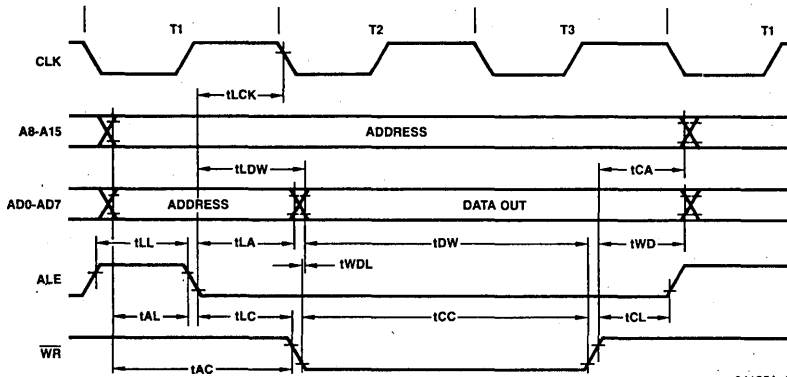 T1 T2 T3 T1
CLK
tLCK
A8-A15 ADDRESS
tLDW tCA
AD0-AD7 ADDRESS DATA OUT
tLL tLA tDW tWD
tWDL
ALE
tAL tLC tCC tCL
WR
tAC